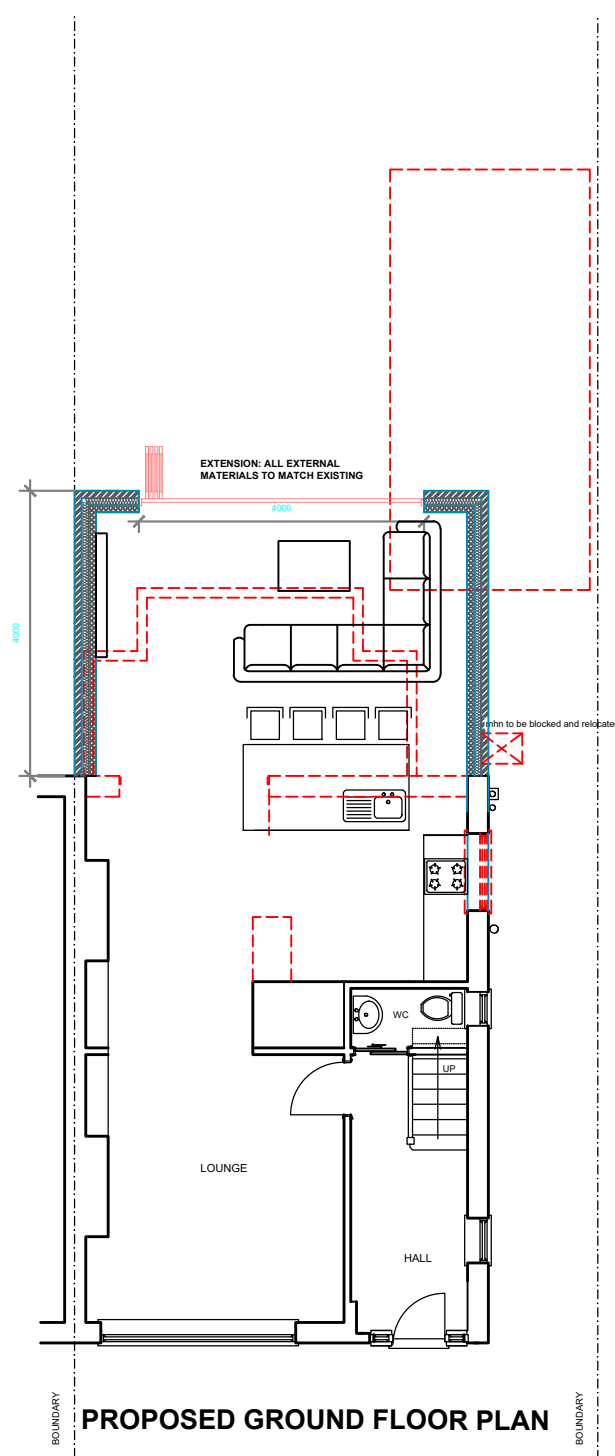 EXTENSION: ALL EXTERNAL
MATERIALS TO MATCH EXISTING
4000
4000
mhn to be blocked and relocated
WC
UP
LOUNGE
HALL
BOUNDARY
PROPOSED GROUND FLOOR PLAN
BOUNDARY